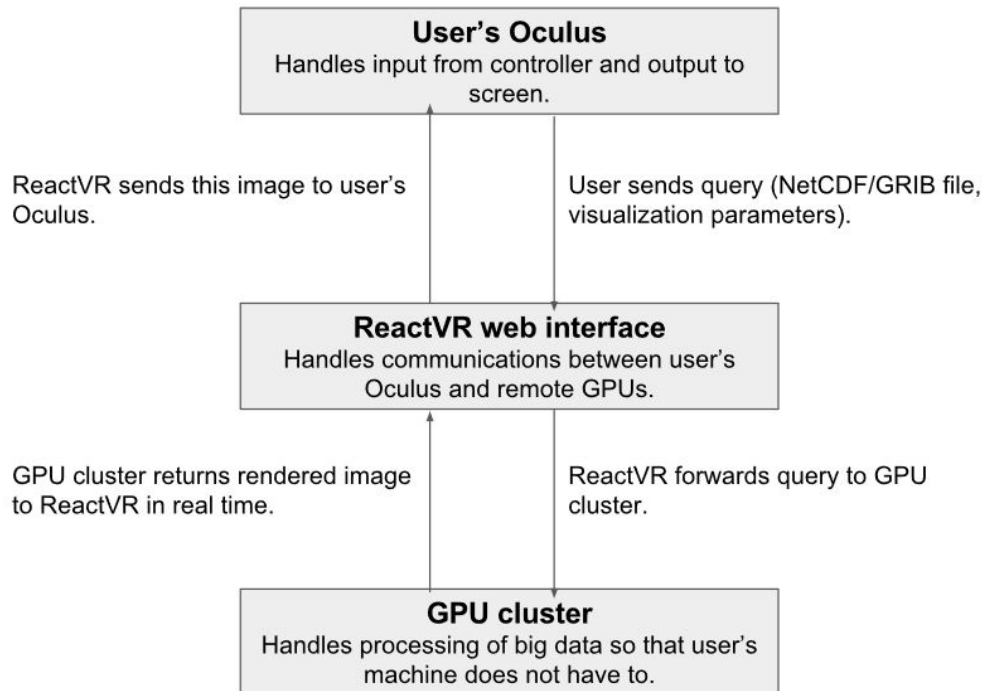 User's Oculus
Handles input from controller and output to
screen.
ReactVR sends this image to user's
Oculus.
User sends query (NetCDF/GRIB file,
visualization parameters).
ReactVR web interface
Handles communications between user's
Oculus and remote GPUs.
GPU cluster returns rendered image
to ReactVR in real time.
ReactVR forwards query to GPU
cluster.
GPU cluster
Handles processing of big data so that user's
machine does not have to.